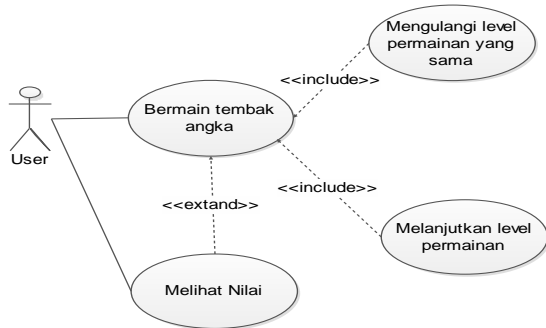 Mengulangi level
permainan yang
sama
<<include>>
Bermain tembak
angka
User
<<include>>
<<extand>>
Melanjutkan level
permainan
Melihat Nilai